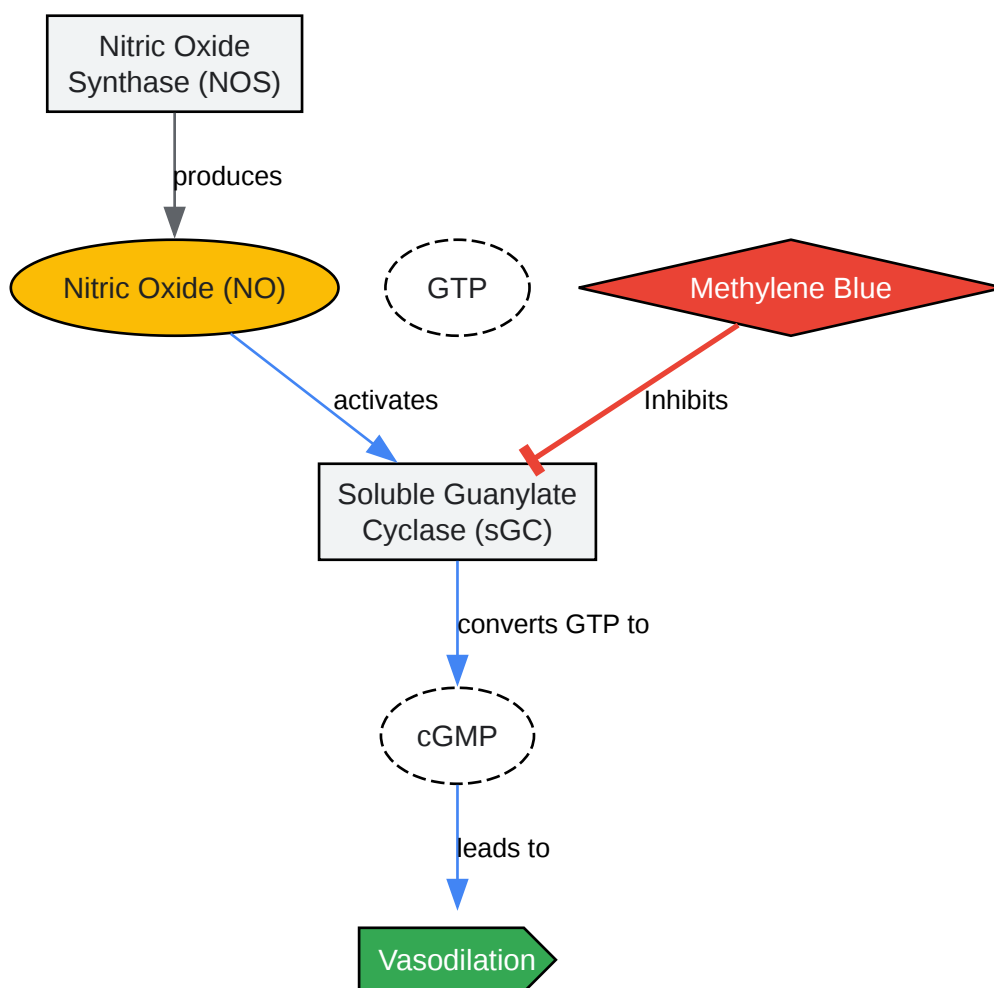 Nitric Oxide
Synthase (NOS)
produces
Nitric Oxide (NO)
GTP
Methylene Blue
activates
Inhibits
Soluble Guanylate
Cyclase (sGC)
converts GTP to
cGMP
leads to
Vasodilation